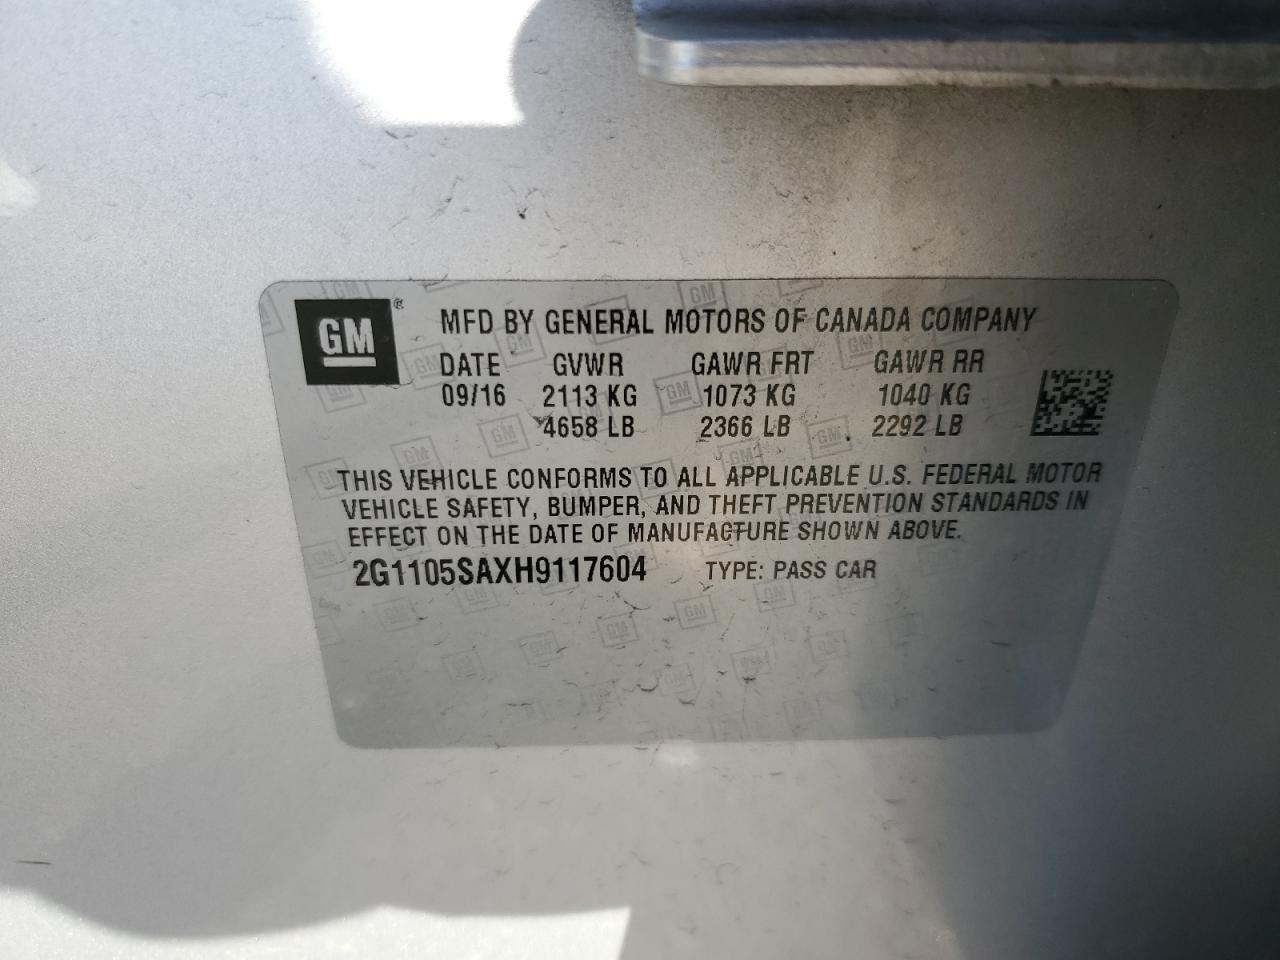 GM ® MFD BY GENERAL MOTORS OF CANADA COMPANY
DATE GVWR GAWR FRT GAWR RR
09/16 2113 KG 1073 KG 1040 KG
4658 LB 2366 LB 2292 LB
THIS VEHICLE CONFORMS TO ALL APPLICABLE U.S. FEDERAL MOTOR
VEHICLE SAFETY, BUMPER, AND THEFT PREVENTION STANDARDS IN
EFFECT ON THE DATE OF MANUFACTURE SHOWN ABOVE.
2G1105SAXH9117604 TYPE: PASS CAR